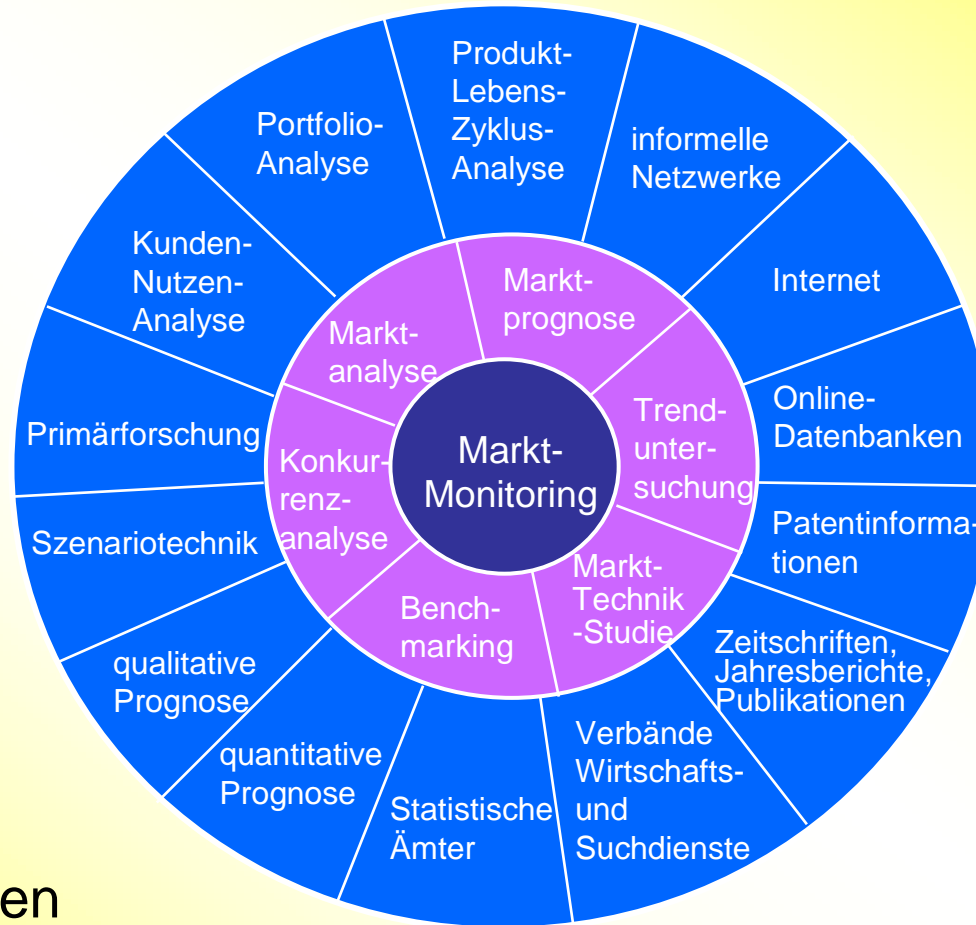 Produkt-
Lebens-
Zyklus-
Analyse
informelle
Netzwerke
Internet
Online-
Datenbanken
Patentinforma-
tionen
Zeitschriften,
Jahresberichte,
Publikationen
Verbände
Wirtschafts-
und
Suchdienste
Statistische
Ämter
quantitative
Prognose
qualitative
Prognose
Szenariotechnik
Primärforschung
Kunden-
Nutzen-
Analyse
Portfolio-
Analyse
Markt-
prognose
Trend-
unter-
suchung
Markt-
Technik
-Studie
Bench-
marking
Konkur-
renz-
analyse
Markt-
analyse
Markt-
Monitoring
en